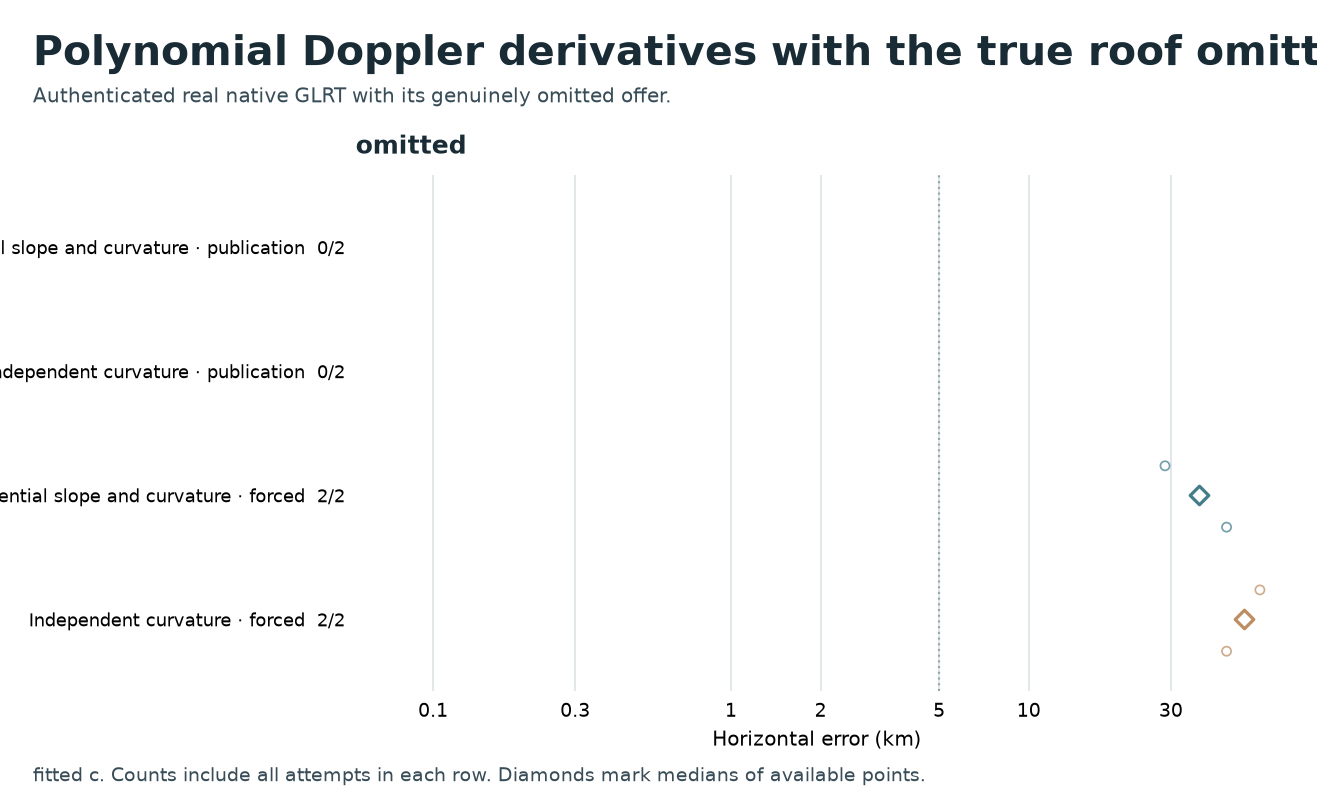 Polynomial Doppler derivatives with the true roof omitt
Authenticated real native GLRT with its genuinely omitted offer.
omitted
l slope and curvature · publication 0/2
ndependent curvature · publication 0/2
ential slope and curvature · forced 2/2
Independent curvature · forced 2/2
0.1 0.3 1 2 5 10 30
Horizontal error (km)
fitted c. Counts include all attempts in each row. Diamonds mark medians of available points.